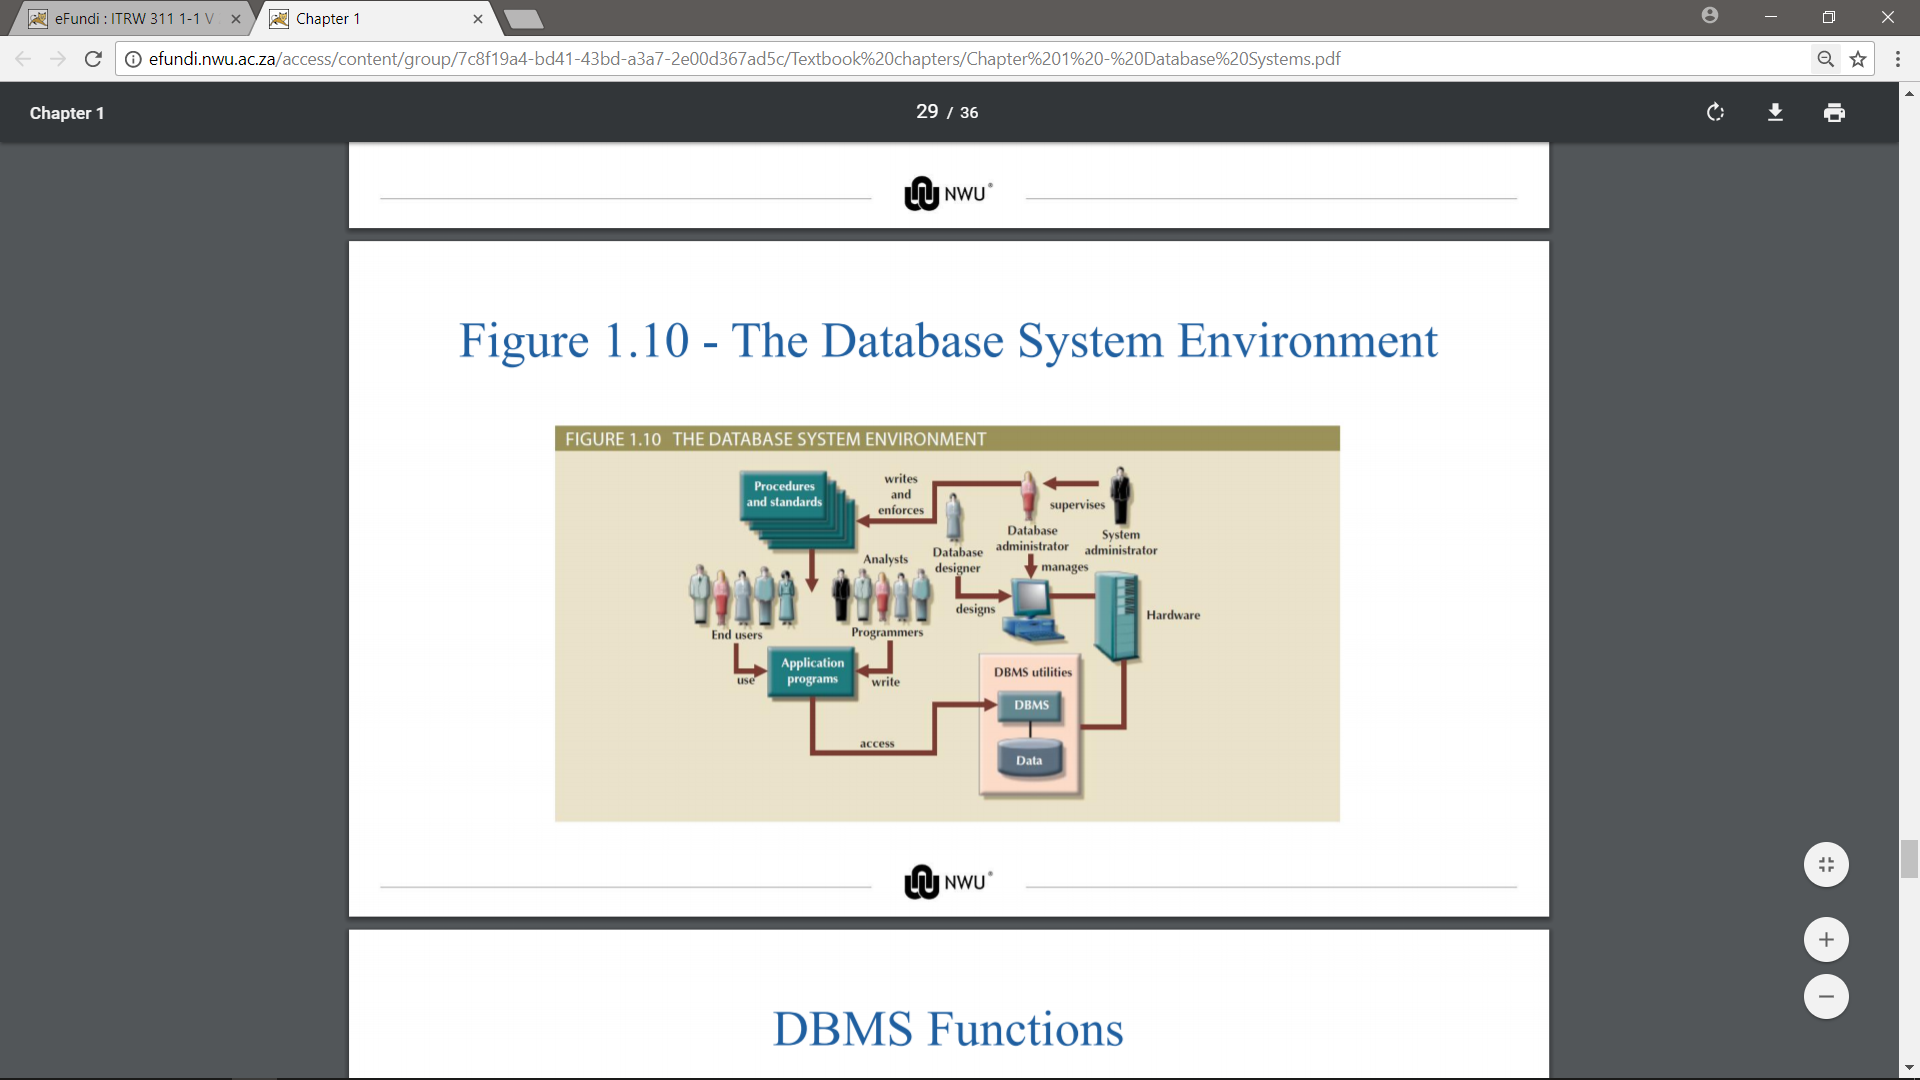 eFundi : ITRW 311 1-1 V
Chapter 1
efundi.nwu.ac.za/access/content/group/7c8f19a4-bd41-43bd-a3a7-2e00d367ad5c/Textbook%20chapters/Chapter%201%20-%20Database%20Systems.pdf
Chapter 1
29 / 36
NWU®
Figure 1.10 - The Database System Environment
FIGURE 1.10 THE DATABASE SYSTEM ENVIRONMENT
Procedures
and standards
writes
and
enforces
supervises
Database
administrator
System
administrator
Analysts
Database
designer
manages
designs
Hardware
End users
Programmers
Application
programs
use
write
DBMS utilities
DBMS
access
Data
NWU®
DBMS Functions